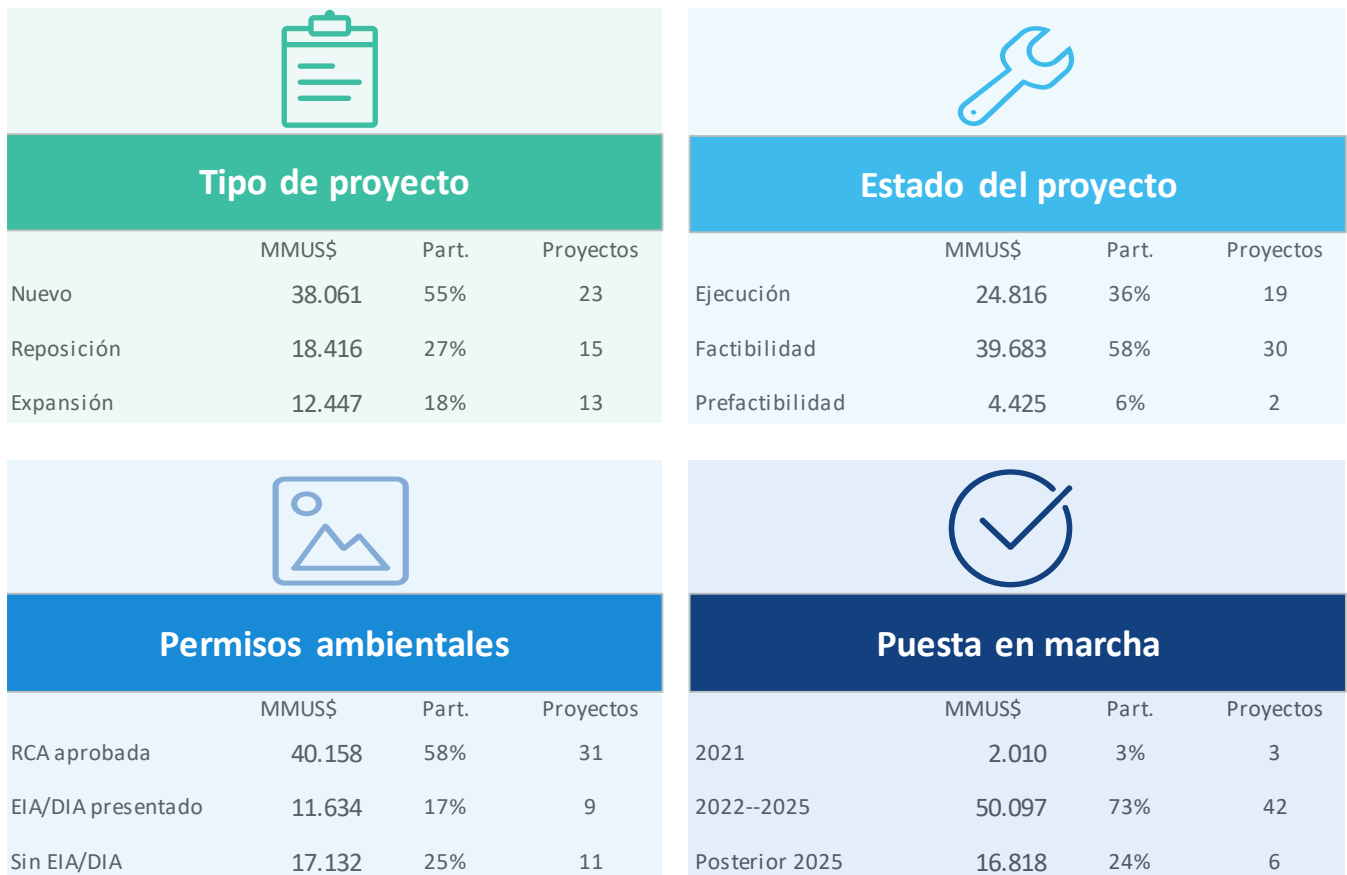 Tipo de proyecto
MMUS$ Part. Proyectos
Nuevo 38.061 55% 23
Reposición 18.416 27% 15
Expansión 12.447 18% 13
Estado del proyecto
MMUS$ Part. Proyectos
Ejecución 24.816 36% 19
Factibilidad 39.683 58% 30
Prefactibilidad 4.425 6% 2
Permisos ambientales
MMUS$ Part. Proyectos
RCA aprobada 40.158 58% 31
EIA/DIA presentado 11.634 17% 9
Sin EIA/DIA 17.132 25% 11
Puesta en marcha
MMUS$ Part. Proyectos
2021 2.010 3% 3
2022--2025 50.097 73% 42
Posterior 2025 16.818 24% 6